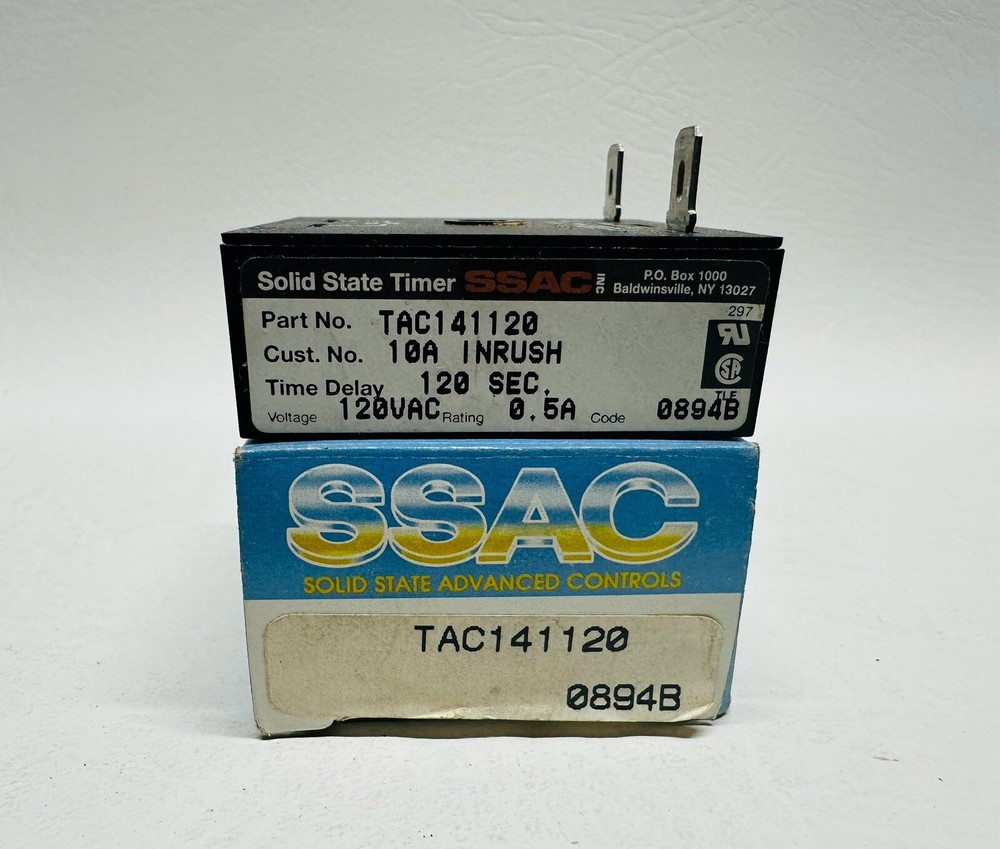 Solid State Timer SSAC INC P.O. Box 1000
Baldwinsville, NY 13027
297
Part No. TAC141120
Cust. No. 10A INRUSH
Time Delay 120 SEC.
TLE
Voltage 120VAC Rating 0.5A Code 0894B
SSAC
SOLID STATE ADVANCED CONTROLS
TAC141120
0894B